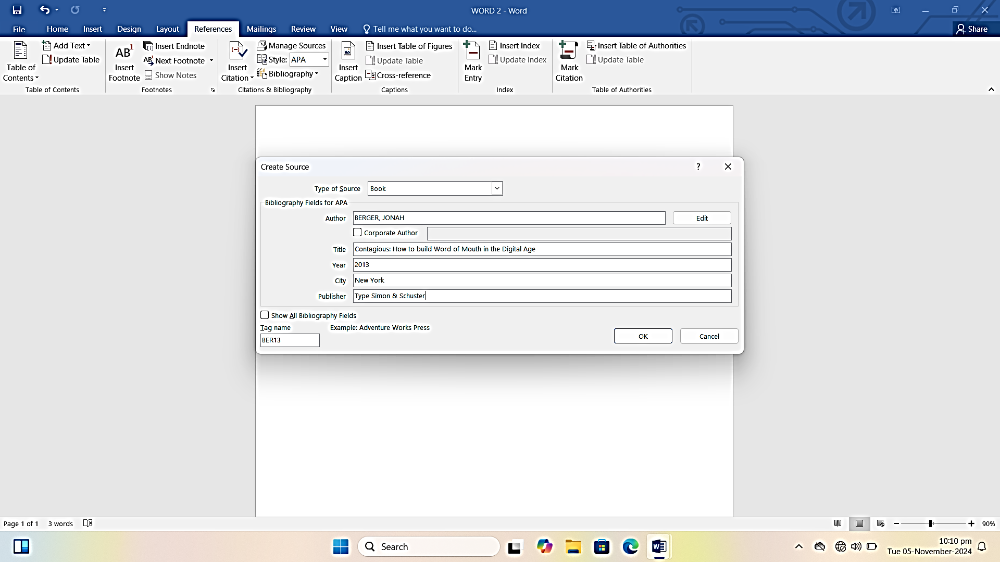 WORD 2 - Word
File Home Insert Design Layout References Mailings Review View Tell me what you want to do... Share
Table of Contents
Add Text
Update Table
Table of Contents
AB1
Insert Footnote
Insert Endnote
AB1 Next Footnote
Show Notes
Footnotes
Insert Citation
Manage Sources
Style: APA
Bibliography
Citations & Bibliography
Insert Caption
Insert Table of Figures
Update Table
Cross-reference
Captions
Mark Entry
Insert Index
Update Index
Index
Mark Citation
Insert Table of Authorities
Update Table
Table of Authorities
Create Source ?
Type of Source Book
Bibliography Fields for APA
Author BERGER, JONAH Edit
Corporate Author
Title Contagious: How to build Word of Mouth in the Digital Age
Year 2013
City New York
Publisher Type Simon & Schuster
Show All Bibliography Fields
Tag name Example: Adventure Works Press
BER13
OK Cancel
Page 1 of 1 3 words 90%
Search
10:10 pm
Tue 05-November-2024